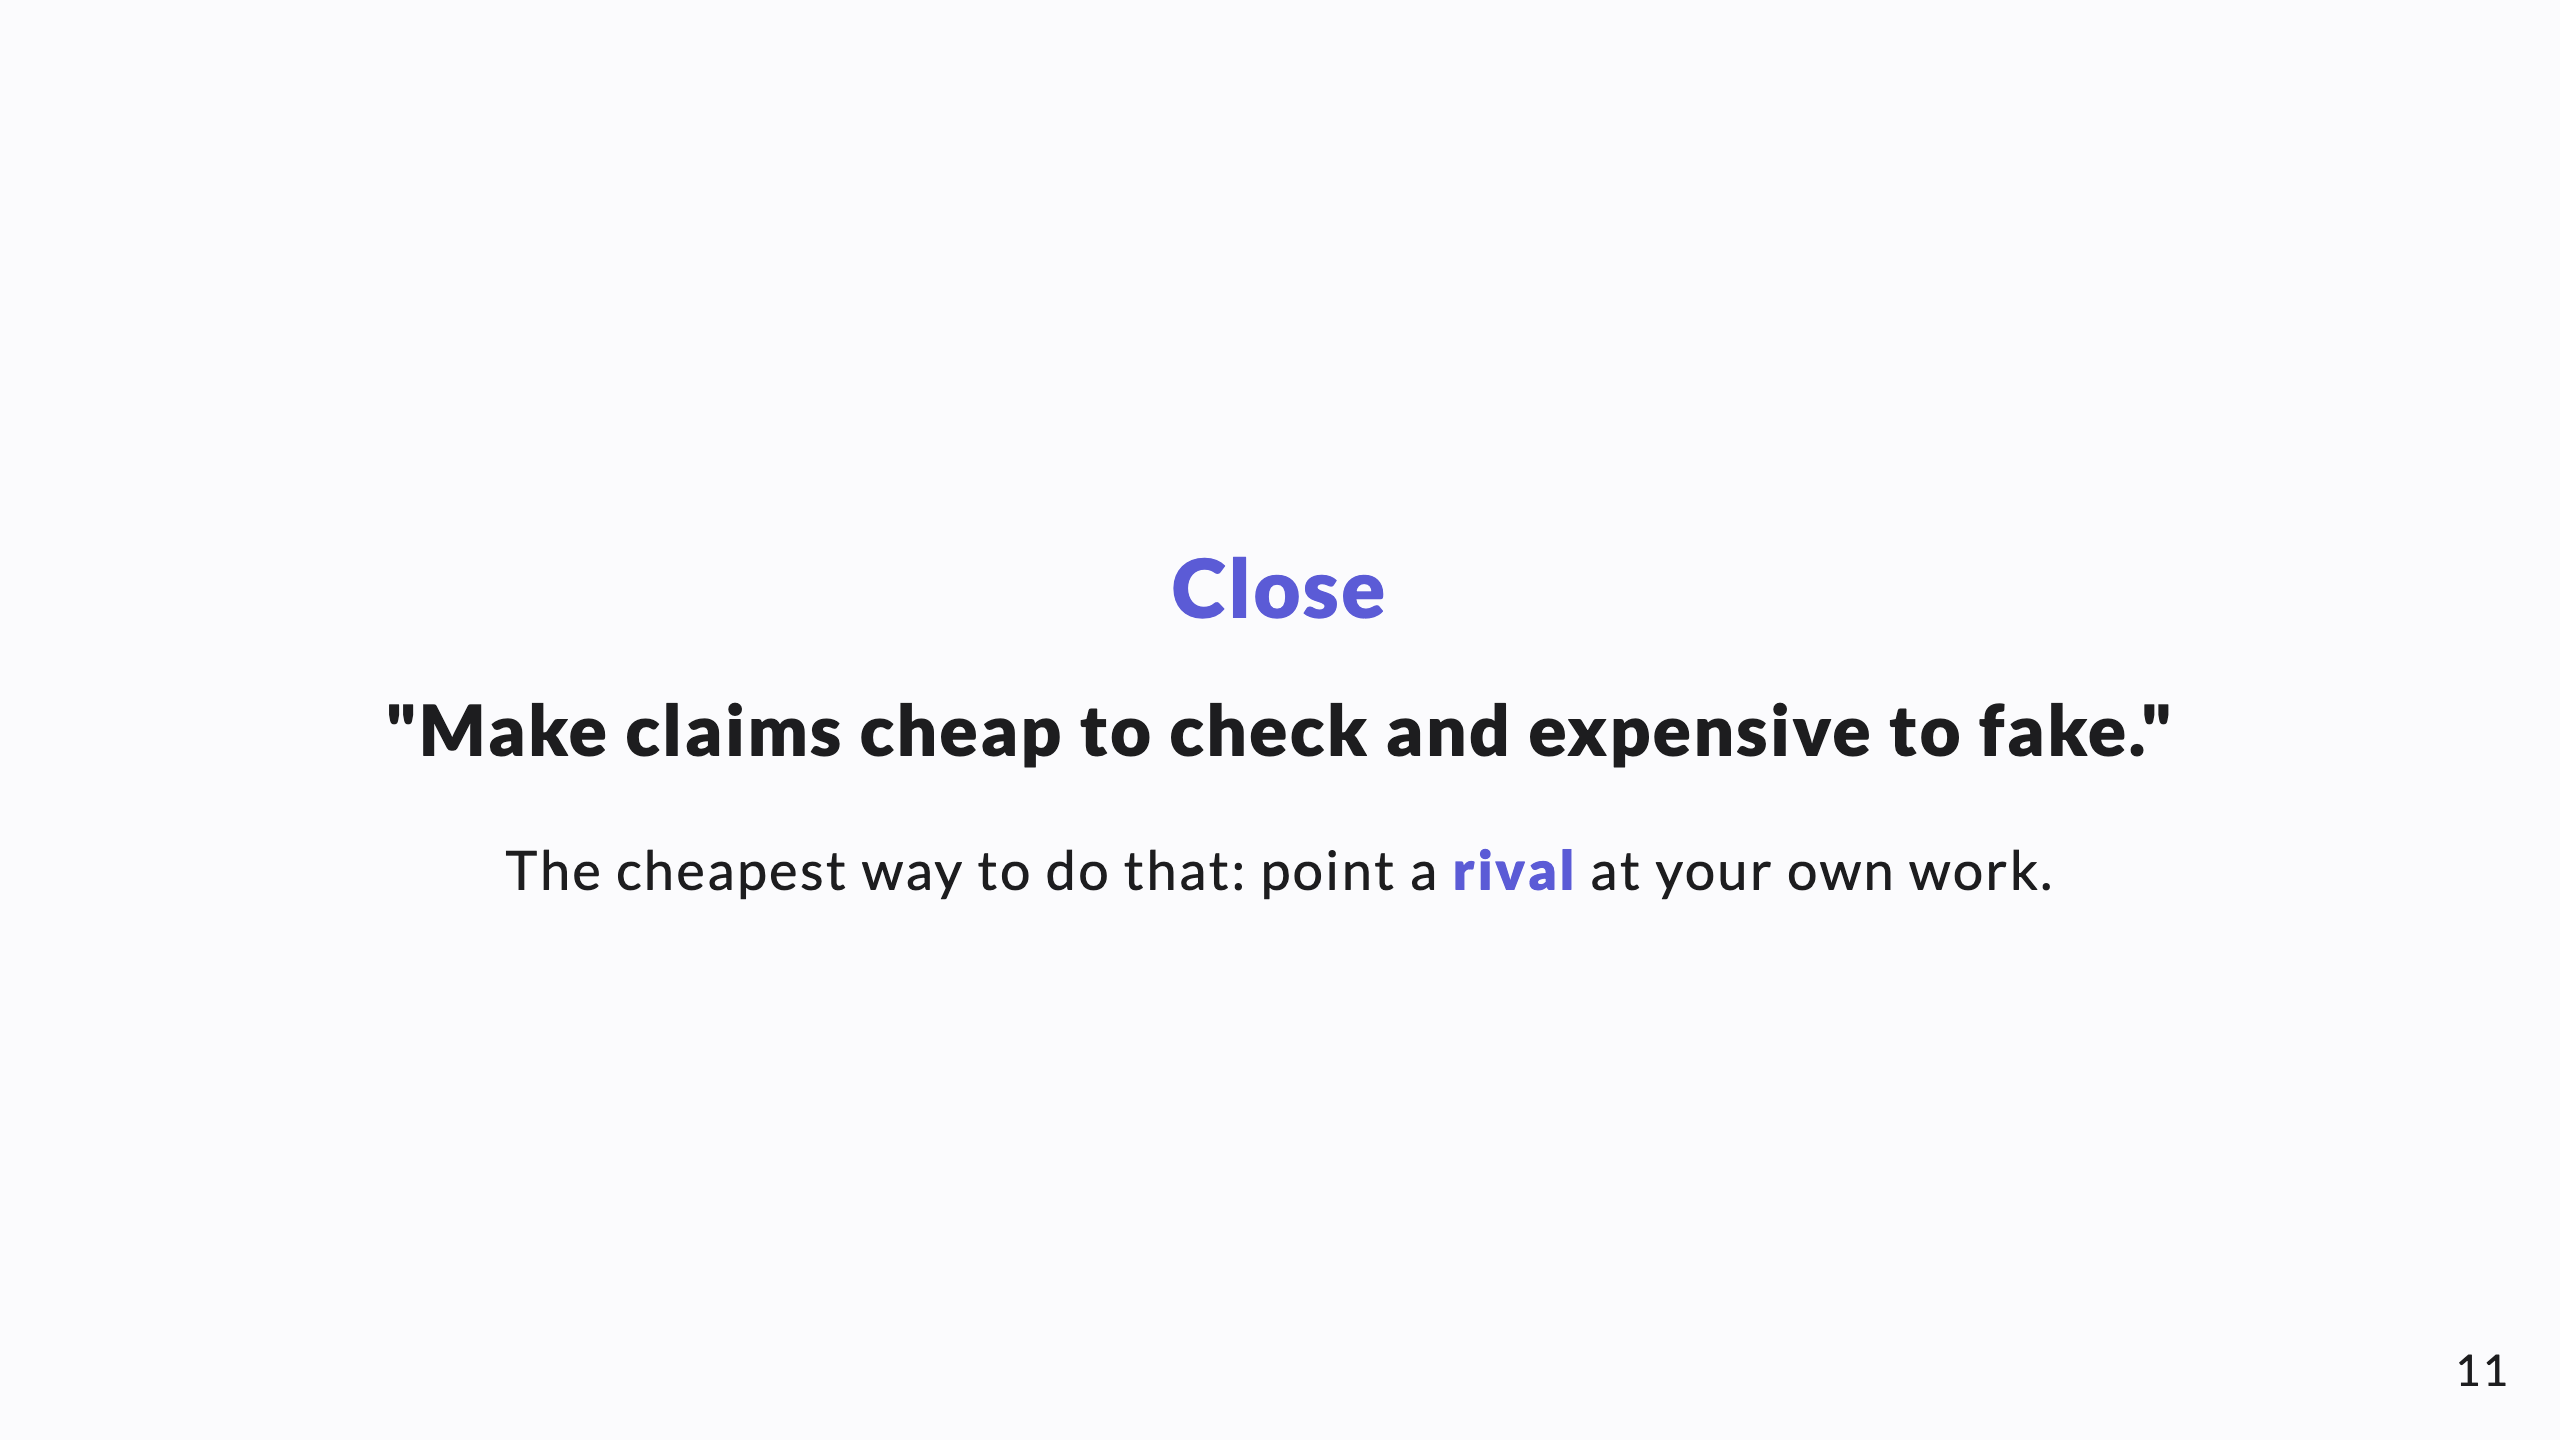 Close
"Make claims cheap to check and expensive to fake."
The cheapest way to do that: point a rival at your own work.
11